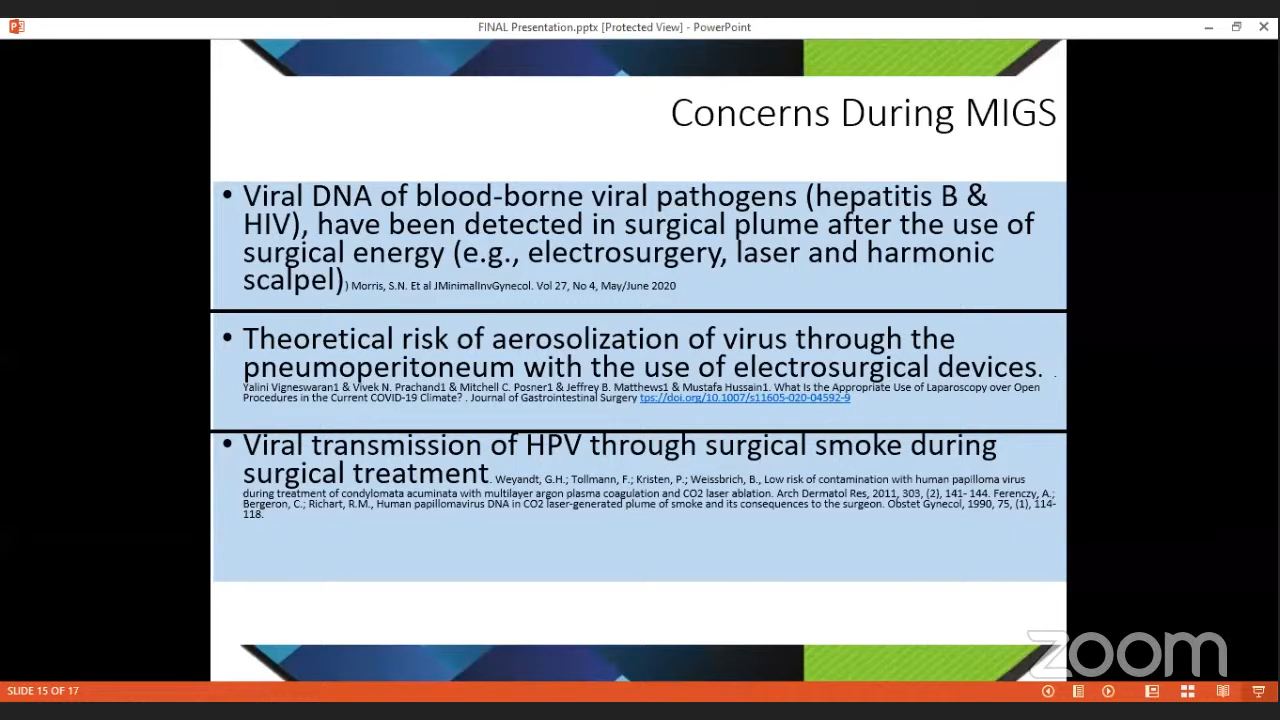 FINAL Presentation.pptx [Protected View] - PowerPoint
Concerns During MIGS
• Viral DNA of blood-borne viral pathogens (hepatitis B &
HIV), have been detected in surgical plume after the use of
surgical energy (e.g., electrosurgery, laser and harmonic
scalpel)) Morris, S.N. Et al JMinimalInvGynecol. Vol 27, No 4, May/June 2020
• Theoretical risk of aerosolization of virus through the
pneumoperitoneum with the use of electrosurgical devices. .
Yalini Vigneswaran1 & Vivek N. Prachand1 & Mitchell C. Posner1 & Jeffrey B. Matthews1 & Mustafa Hussain1. What Is the Appropriate Use of Laparoscopy over Open
Procedures in the Current COVID-19 Climate? . Journal of Gastrointestinal Surgery tps://doi.org/10.1007/s11605-020-04592-9
• Viral transmission of HPV through surgical smoke during
surgical treatment. Weyandt, G.H.; Tollmann, F.; Kristen, P.; Weissbrich, B., Low risk of contamination with human papilloma virus
during treatment of condylomata acuminata with multilayer argon plasma coagulation and CO2 laser ablation. Arch Dermatol Res, 2011, 303, (2), 141- 144. Ferenczy, A.;
Bergeron, C.; Richart, R.M., Human papillomavirus DNA in CO2 laser-generated plume of smoke and its consequences to the surgeon. Obstet Gynecol, 1990, 75, (1), 114-
118.
zoom
SLIDE 15 OF 17